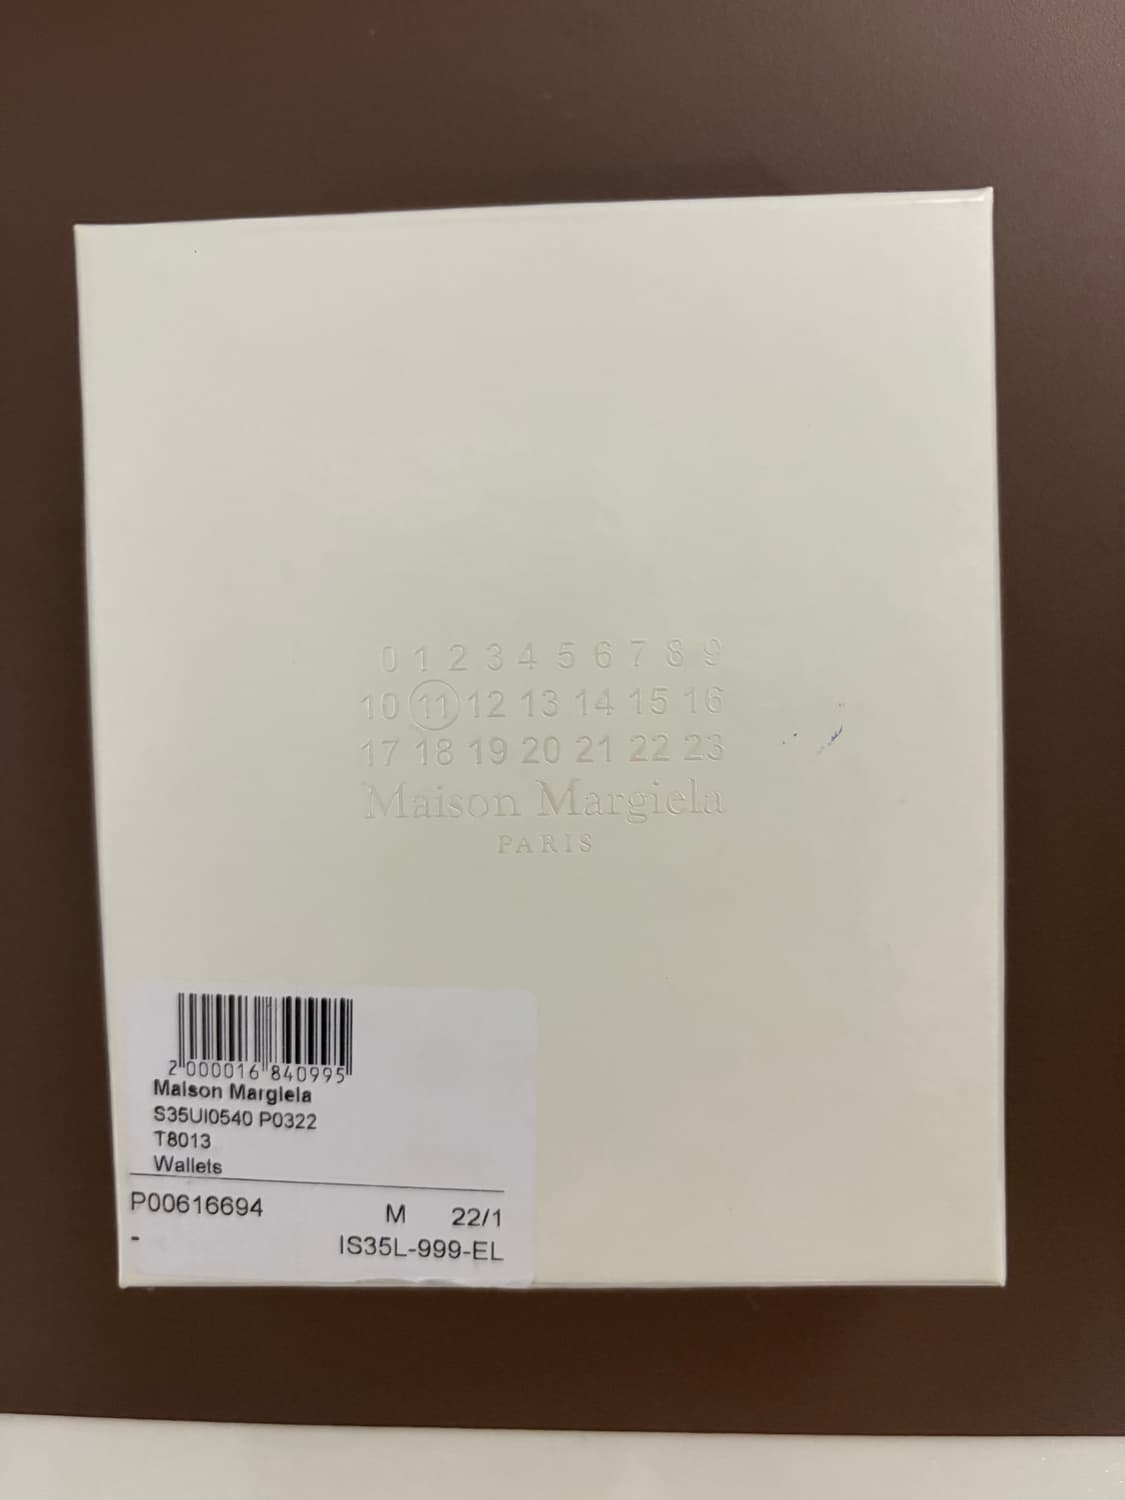 0 1 2 3 4 5 6 7 8 9
10 11 12 13 14 15 16
17 18 19 20 21 22 23
Maison Margiela
PARIS
2 000016 840995
Maison Margiela
S35UI0540 P0322
T8013
Wallets
P00616694 M 22/1
- IS35L-999-EL